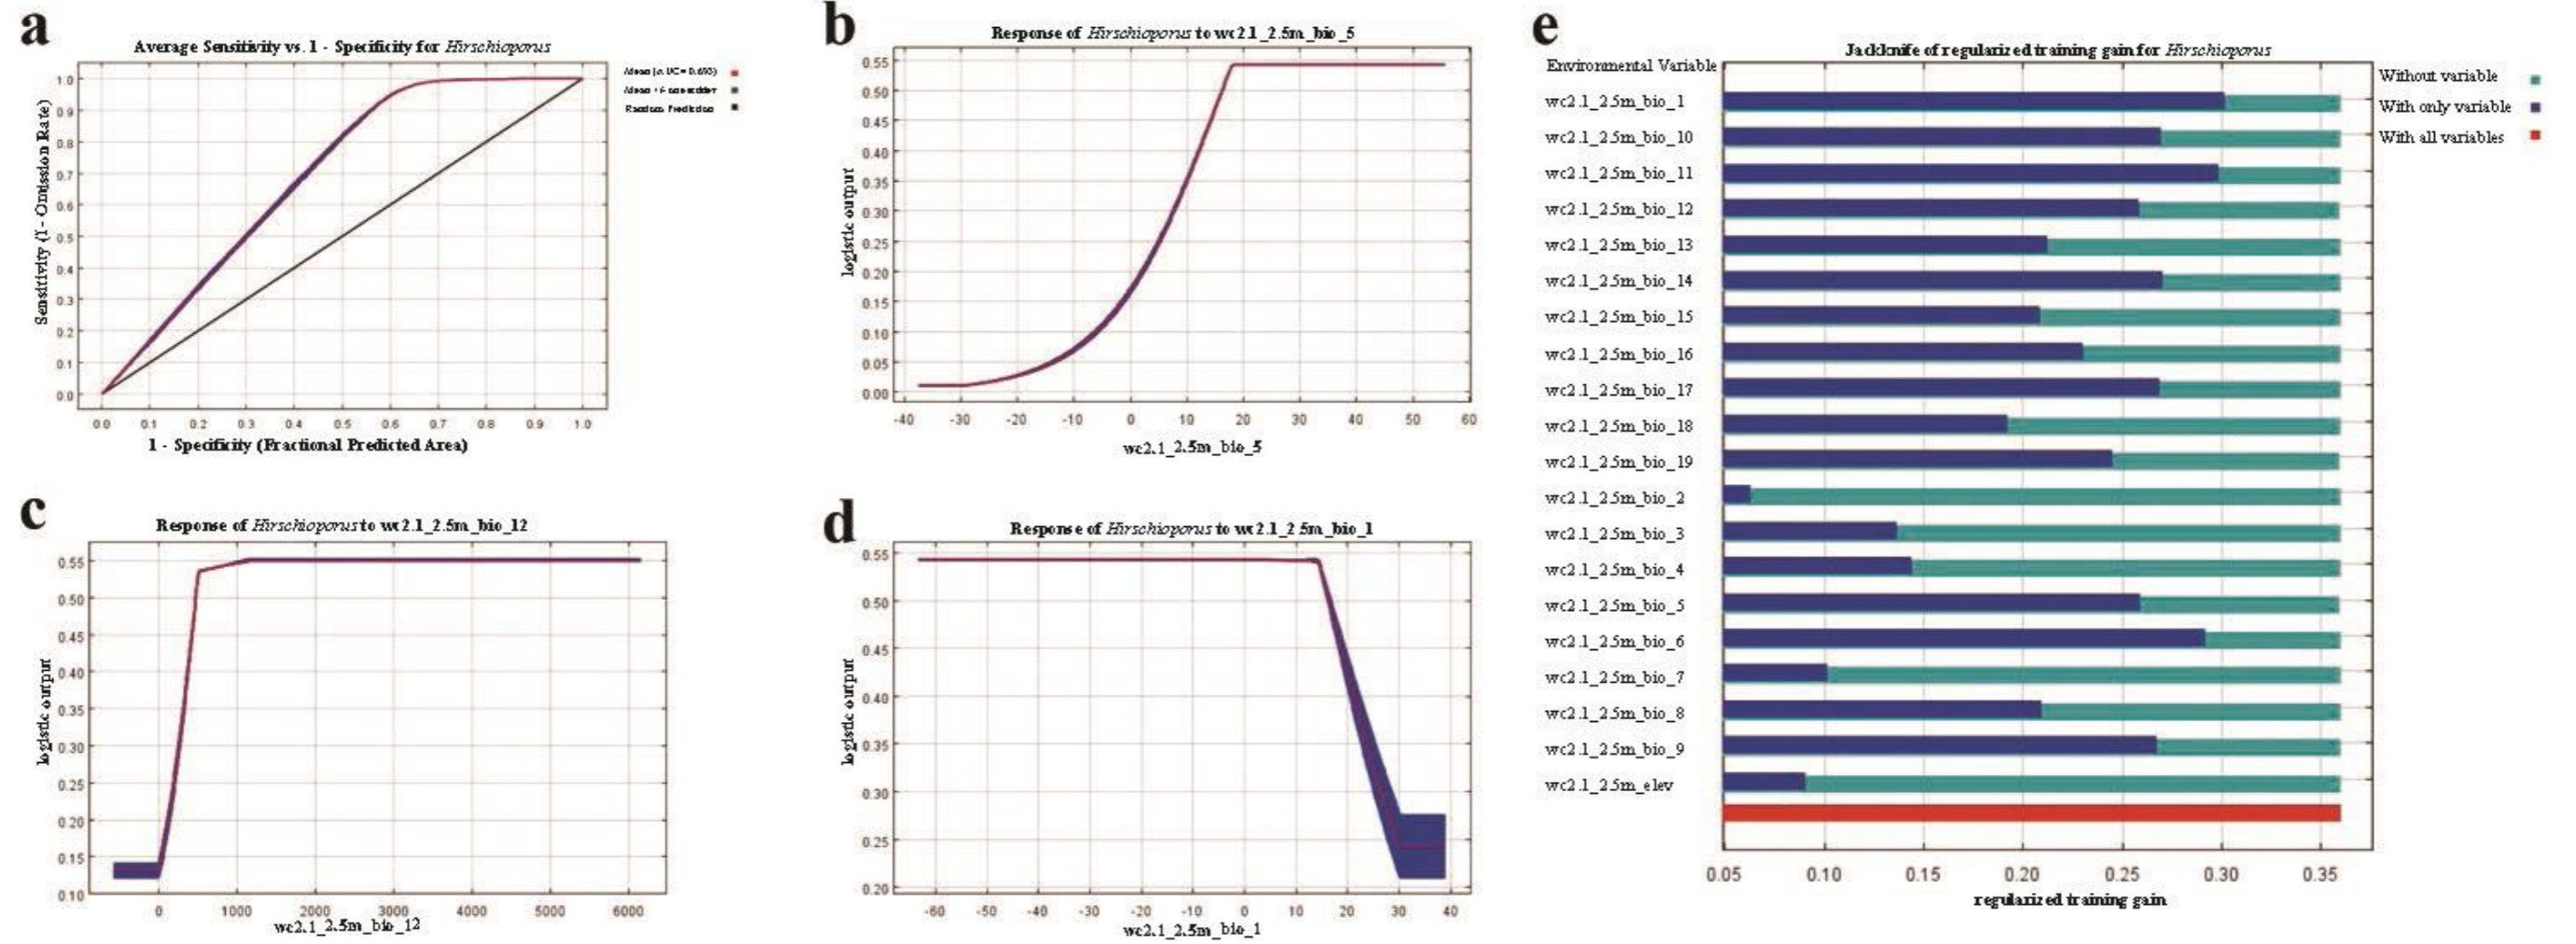 a
Average Sensitivity vs. 1 - Specificity for Hirschioporus
Random Prediction
Sensitivity (1 - Omission Rate)
1.0
0.9
0.8
0.7
0.6
0.5
0.4
0.3
0.2
0.1
0.0
0.0 0.1 0.2 0.3 0.4 0.5 0.6 0.7 0.8 0.9 1.0
1 - Specificity (Fractional Predicted Area)
b
Response of Hirschioporus to wc2.1_2.5m_bio_5
logistic output
0.55
0.50
0.45
0.40
0.35
0.30
0.25
0.20
0.15
0.10
0.05
0.00
-40 -30 -20 -10 0 10 20 30 40 50 60
wc2.1_2.5m_bio_5
c
Response of Hirschioporus to wc2.1_2.5m_bio_12
logistic output
0.55
0.50
0.45
0.40
0.35
0.30
0.25
0.20
0.15
0.10
0 1000 2000 3000 4000 5000 6000
wc2.1_2.5m_bio_12
d
Response of Hirschioporus to wc2.1_2.5m_bio_1
logistic output
0.55
0.50
0.45
0.40
0.35
0.30
0.25
0.20
-60 -50 -40 -30 -20 -10 0 10 20 30 40
wc2.1_2.5m_bio_1
e
Jackknife of regularized training gain for Hirschioporus
Environmental Variable
wc2.1_2.5m_bio_1
wc2.1_2.5m_bio_10
wc2.1_2.5m_bio_11
wc2.1_2.5m_bio_12
wc2.1_2.5m_bio_13
wc2.1_2.5m_bio_14
wc2.1_2.5m_bio_15
wc2.1_2.5m_bio_16
wc2.1_2.5m_bio_17
wc2.1_2.5m_bio_18
wc2.1_2.5m_bio_19
wc2.1_2.5m_bio_2
wc2.1_2.5m_bio_3
wc2.1_2.5m_bio_4
wc2.1_2.5m_bio_5
wc2.1_2.5m_bio_6
wc2.1_2.5m_bio_7
wc2.1_2.5m_bio_8
wc2.1_2.5m_bio_9
wc2.1_2.5m_elev
Without variable
With only variable
With all variables
0.05 0.10 0.15 0.20 0.25 0.30 0.35
regularized training gain